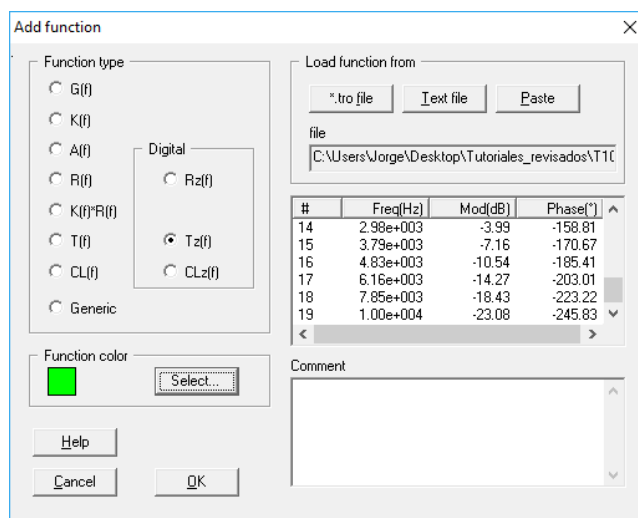 Add function
Function type
G(f)
K(f)
A(f)
R(f)
K(f)*R(f)
T(f)
CL(f)
Generic
Digital
Rz(f)
Tz(f)
CLz(f)
Function color
Select...
Help
Cancel
OK
Load function from
*.tro file
Text file
Paste
file
C:\Users\Jorge\Desktop\Tutoriales_revisados\T10
# Freq(Hz) Mod(dB) Phase(°)
14 2.98e+003 -3.99 -158.81
15 3.79e+003 -7.16 -170.67
16 4.83e+003 -10.54 -185.41
17 6.16e+003 -14.27 -203.01
18 7.85e+003 -18.43 -223.22
19 1.00e+004 -23.08 -245.83
Comment